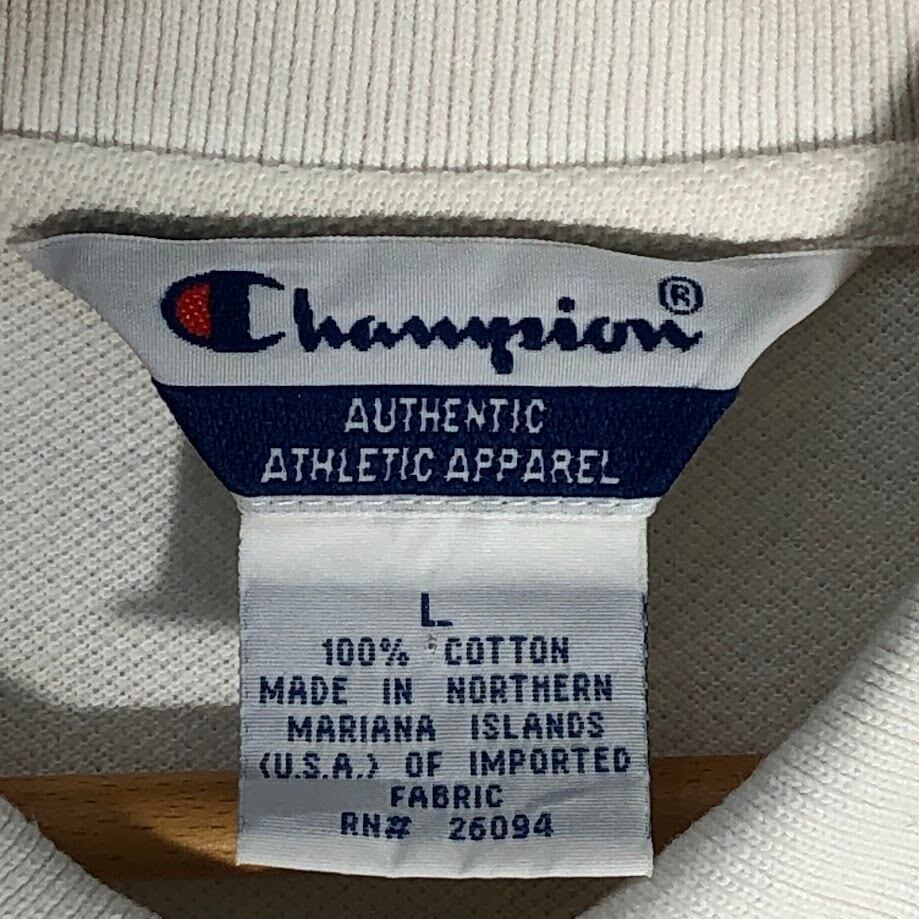 Champion®
AUTHENTIC
ATHLETIC APPAREL
L
100% COTTON
MADE IN NORTHERN
MARIANA ISLANDS
(U.S.A.) OF IMPORTED
FABRIC
RN# 26094